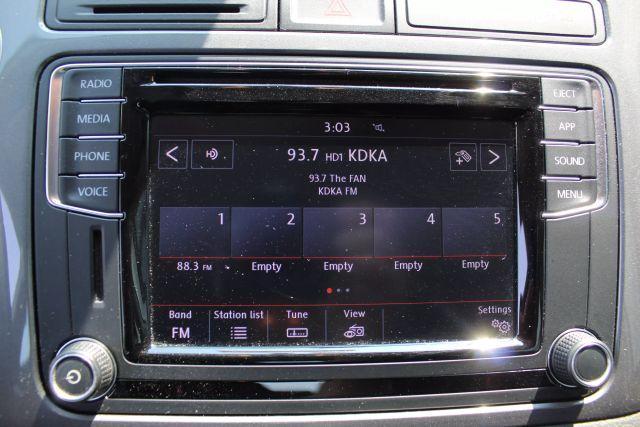 RADIO
MEDIA
PHONE
VOICE
EJECT
APP
SOUND
MENU
3:03
93.7 HD1 KDKA
93.7 The FAN
KDKA FM
1 2 3 4 5
88.3 FM Empty Empty Empty Empty
Band Station list Tune View Settings
FM